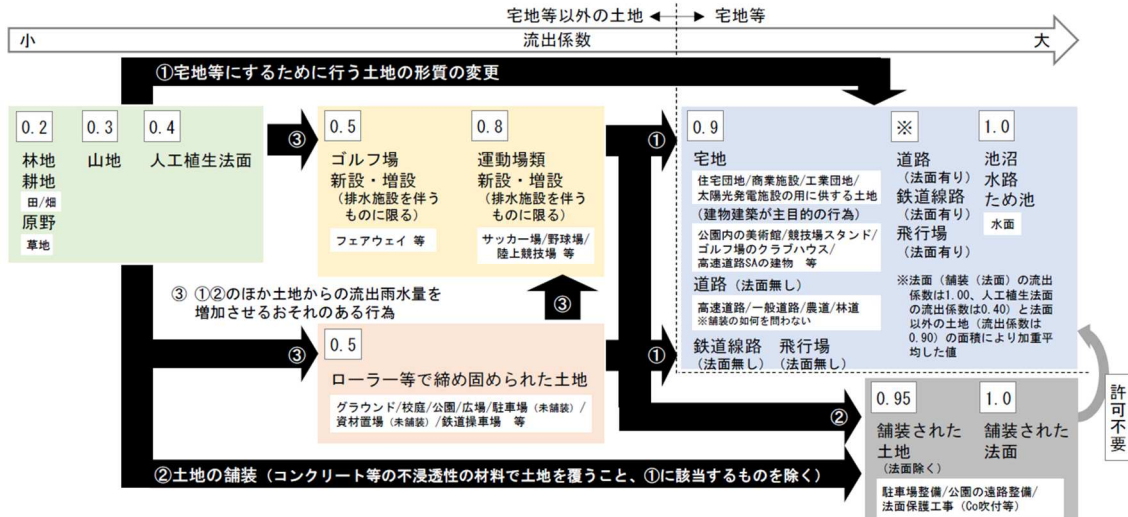 宅地等以外の土地 宅地等
小 流出係数 大
①宅地等にするために行う土地の形質の変更
0.2 0.3 0.4
林地 山地 人工植生法面
耕地
田/畑
原野
草地
③
0.5 0.8
ゴルフ場 運動場類
新設・増設 新設・増設
(排水施設を伴う (排水施設を伴う
ものに限る) ものに限る)
フェアウェイ 等
サッカー場/野球場/
陸上競技場 等
①
0.9
宅地
住宅団地/商業施設/工業団地/
太陽光発電施設の用に供する土地
(建物建築が主目的の行為)
公園内の美術館/競技場スタンド/
ゴルフ場のクラブハウス/
高速道路SAの建物 等
道路 (法面無し)
高速道路/一般道路/農道/林道
※舗装の如何を問わない
鉄道線路 飛行場
(法面無し) (法面無し)
※
道路
(法面有り)
鉄道線路
(法面有り)
飛行場
(法面有り)
1.0
池沼
水路
ため池
水面
※法面(舗装(法面)の流出
係数は1.00、人工植生法面
の流出係数は0.40)と法面
以外の土地(流出係数は
0.90)の面積により加重平
均した値
③ ①②のほか土地からの流出雨水量を
増加させるおそれのある行為
③
③
0.5
ローラー等で締め固められた土地
グラウンド/校庭/公園/広場/駐車場(未舗装)/
資材置場(未舗装)/鉄道操車場 等
①
②
②土地の舗装(コンクリート等の不浸透性の材料で土地を覆うこと、①に該当するものを除く)
0.95 1.0
舗装された 舗装された
土地 法面
(法面除く)
駐車場整備/公園の遠路整備/
法面保護工事(Co吹付等)
許可不要